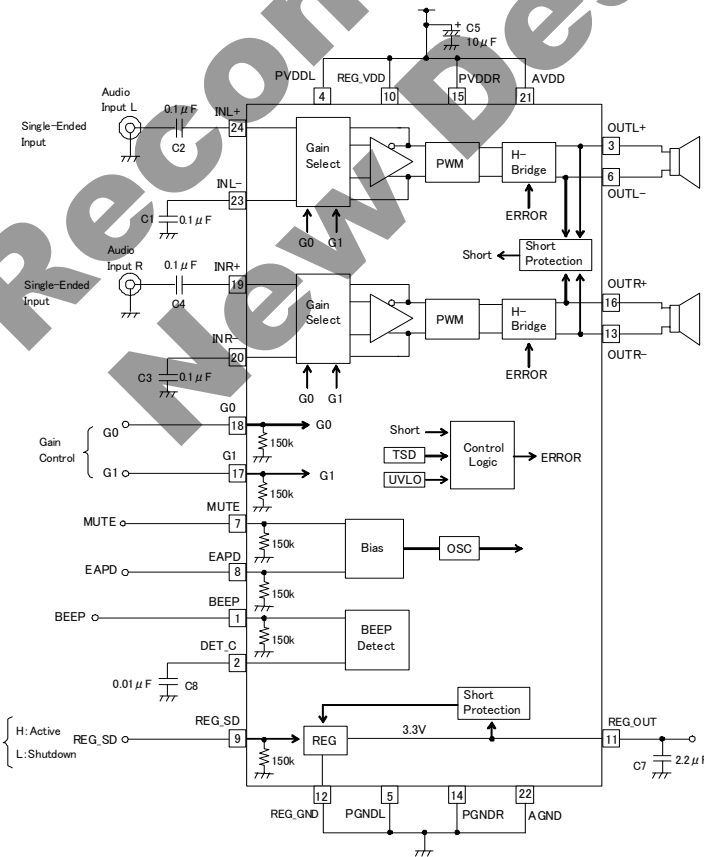 Recom
New De
C5
10μF
PVDDL
REG_VDD
PVDDR
AVDD
4
10
15
21
Audio
Input L
Single-Ended
Input
0.1μF
C2
INL+
24
INL-
23
C1
0.1μF
Gain
Select
G0
G1
PWM
H-
Bridge
ERROR
OUTL+
3
6
OUTL-
Short
Short
Protection
Audio
Input R
Single-Ended
Input
0.1μF
C4
INR+
19
INR-
20
C3
0.1μF
Gain
Select
G0
G1
PWM
H-
Bridge
ERROR
OUTR+
16
13
OUTR-
Gain
Control
G0
G0
18
G0
150k
G1
G1
17
G1
150k
Short
TSD
UVLO
Control
Logic
ERROR
MUTE
MUTE
7
150k
EAPD
EAPD
8
150k
Bias
OSC
BEEP
BEEP
1
150k
DET_C
2
0.01μF
C8
BEEP
Detect
H:Active
L:Shutdown
REG_SD
REG_SD
9
150k
REG
3.3V
Short
Protection
REG_OUT
11
C7
2.2μF
12
5
14
22
REG_GND
PGNDL
PGNDR
AGND